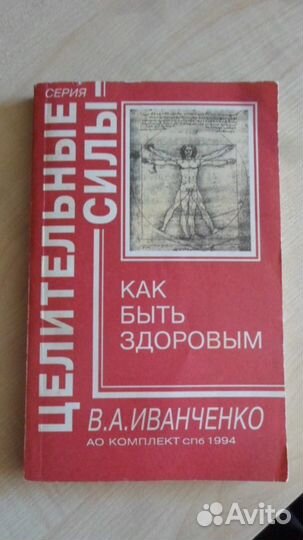 СЕРИЯ
ЦЕЛИТЕЛЬНЫЕ
СИЛЫ
КАК
БЫТЬ
ЗДОРОВЫМ
В.А.ИВАНЧЕНКО
АО КОМПЛЕКТ спб 1994
Avito